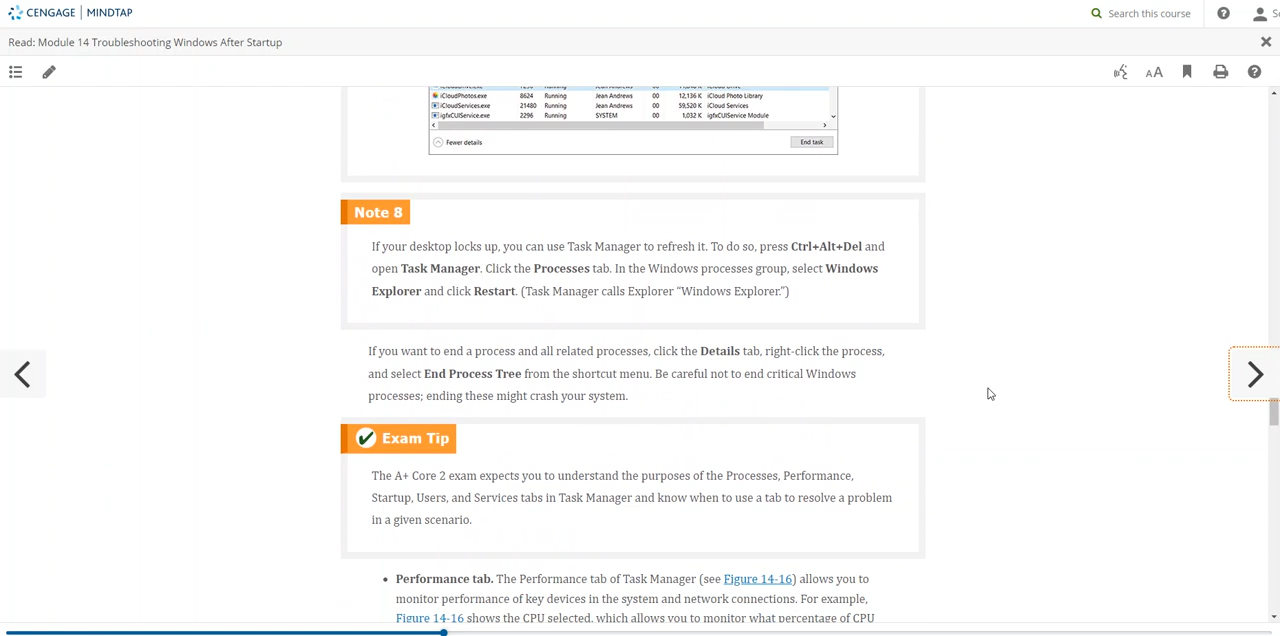 CENGAGE | MINDTAP
Search this course
Read: Module 14 Troubleshooting Windows After Startup
AA
Running Jean Andrews 00
iCloudPhotos.exe 8624 Running Jean Andrews 00 12,136 K iCloud Photo Library
iCloudServices.exe 21480 Running Jean Andrews 00 59,520 K iCloud Services
igfxCUIService.exe 2296 Running SYSTEM 00 1,032 K igfxCUIService Module
Fewer details
End task
Note 8
If your desktop locks up, you can use Task Manager to refresh it. To do so, press Ctrl+Alt+Del and
open Task Manager. Click the Processes tab. In the Windows processes group, select Windows
Explorer and click Restart. (Task Manager calls Explorer “Windows Explorer.”)
If you want to end a process and all related processes, click the Details tab, right-click the process,
and select End Process Tree from the shortcut menu. Be careful not to end critical Windows
processes; ending these might crash your system.
Exam Tip
The A+ Core 2 exam expects you to understand the purposes of the Processes, Performance,
Startup, Users, and Services tabs in Task Manager and know when to use a tab to resolve a problem
in a given scenario.
• Performance tab. The Performance tab of Task Manager (see Figure 14-16) allows you to
monitor performance of key devices in the system and network connections. For example,
Figure 14-16 shows the CPU selected, which allows you to monitor what percentage of CPU